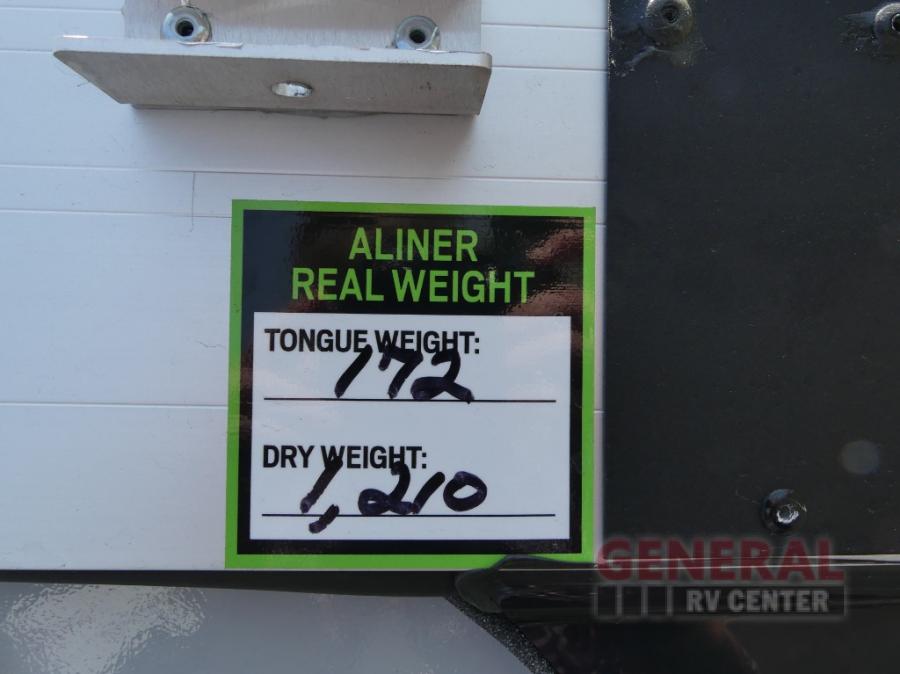 ALINER
REAL WEIGHT
TONGUE WEIGHT:
172
DRY WEIGHT:
1,210
GENERAL
RV CENTER